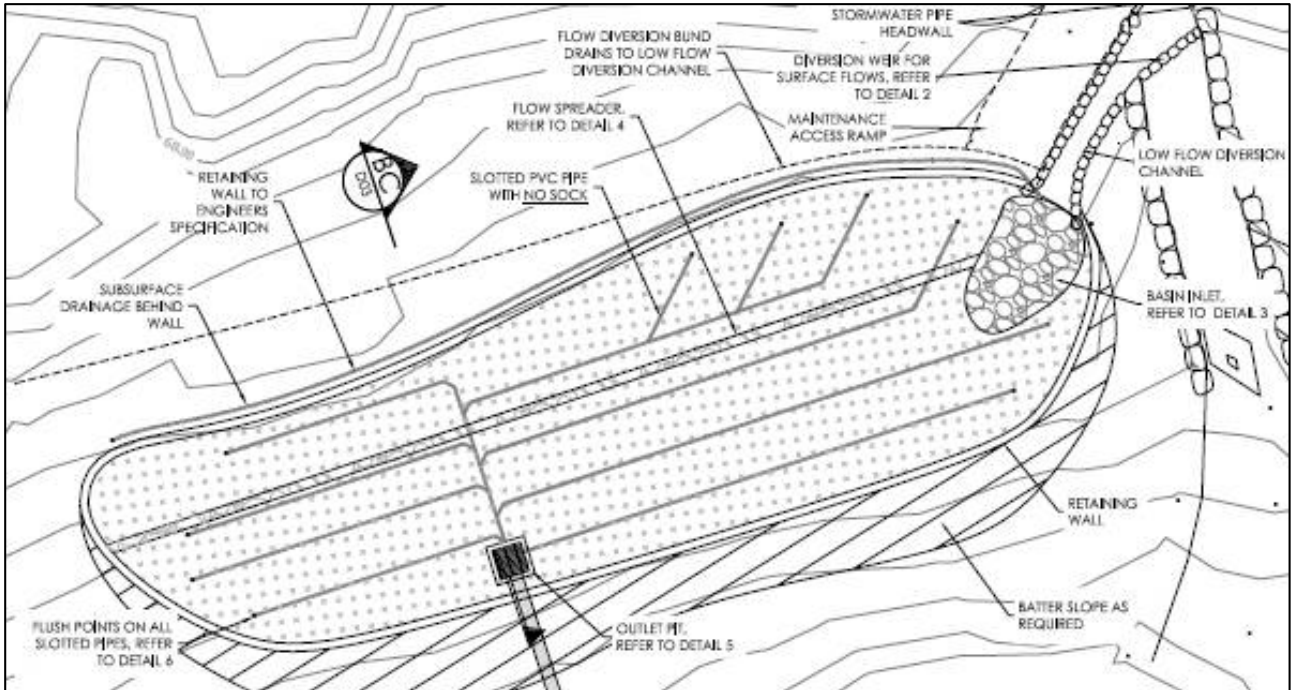 STORMWATER PIPE
HEADWALL
FLOW DIVERSION BUND
DRAINS TO LOW FLOW
DIVERSION CHANNEL
DIVERSION WEIR FOR
SURFACE FLOWS, REFER
TO DETAIL 2
FLOW SPREADER,
REFER TO DETAIL 4
MAINTENANCE
ACCESS RAMP
LOW FLOW DIVERSION
CHANNEL
SLOTTED PVC PIPE
WITH NO SOCK
BC
D03
RETAINING
WALL TO
ENGINEERS
SPECIFICATION
SUBSURFACE
DRAINAGE BEHIND
WALL
BASIN INLET,
REFER TO DETAIL 3
RETAINING
WALL
BATTER SLOPE AS
REQUIRED
OUTLET PIT,
REFER TO DETAIL 5
FLUSH POINTS ON ALL
SLOTTED PIPES, REFER
TO DETAIL 6